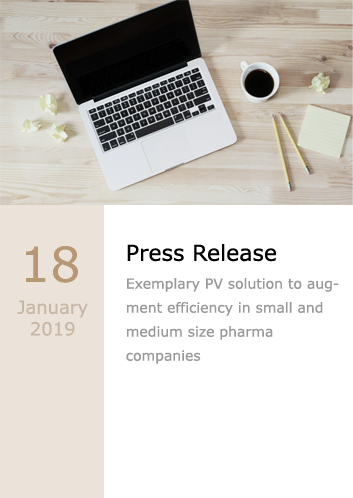 18
January
2019
Press Release
Exemplary PV solution to aug-
ment efficiency in small and
medium size pharma
companies